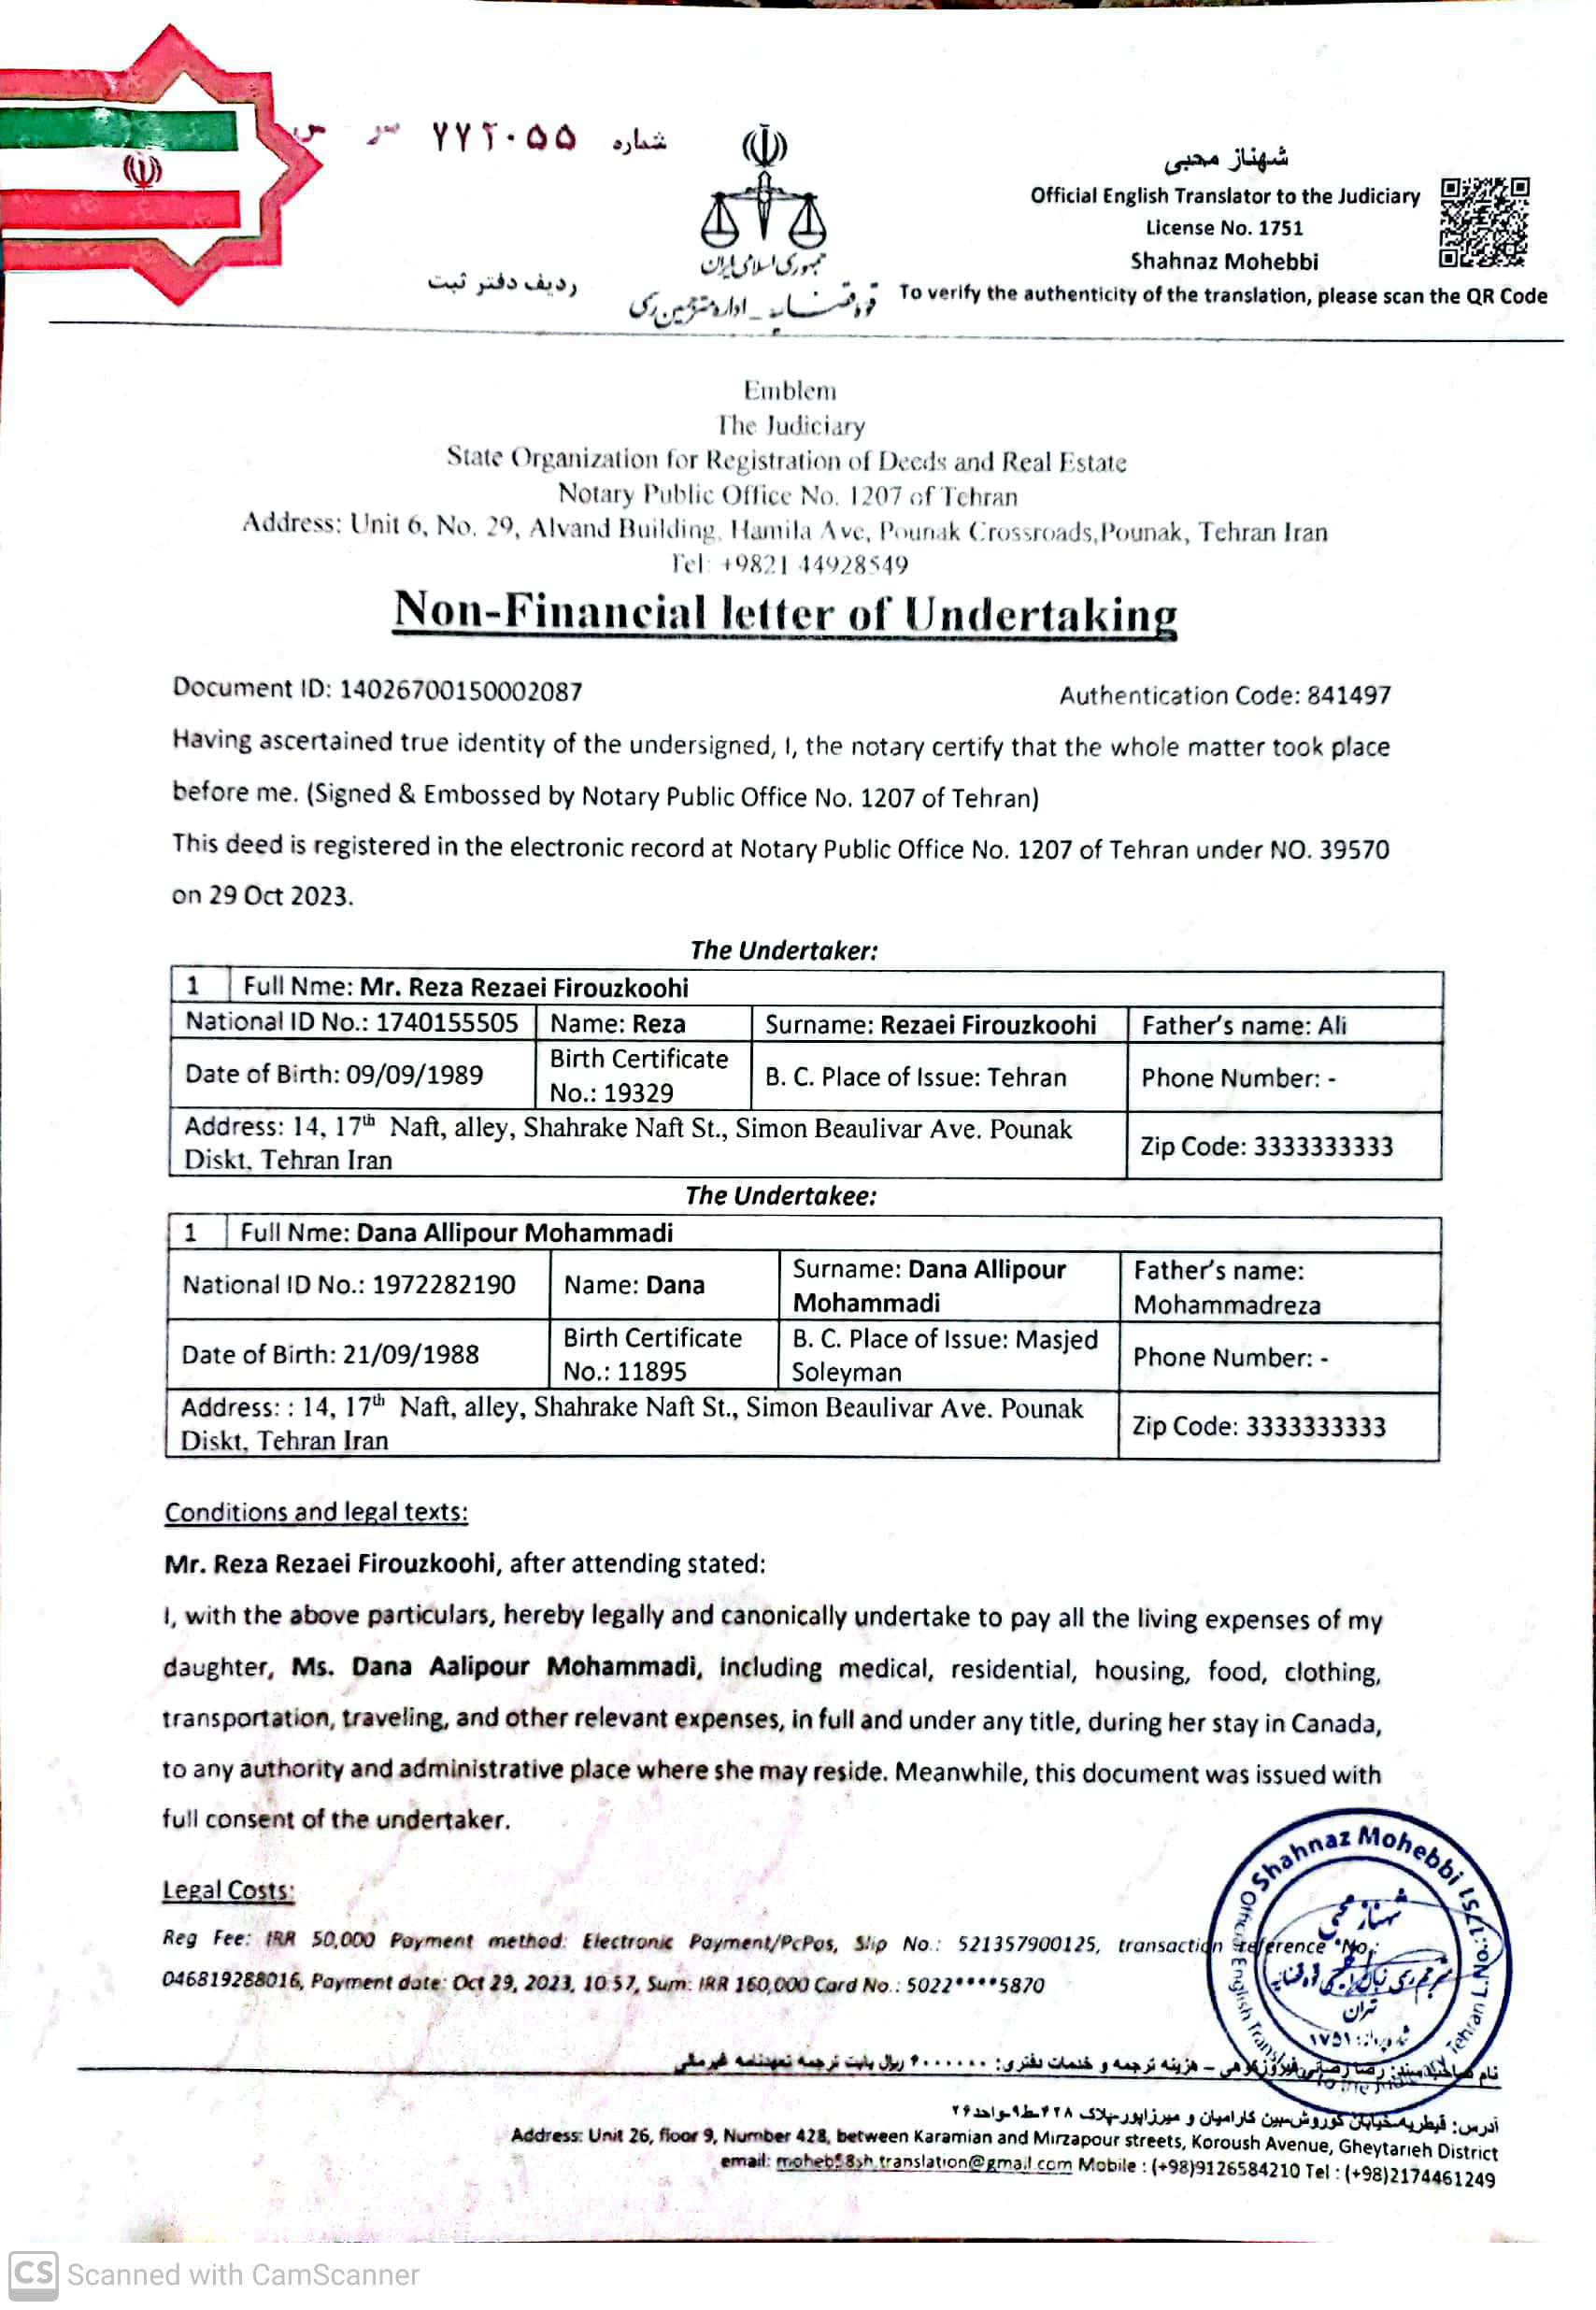 شماره ۷۷۲۰۵۵ س س
جمهوری اسلامی ایران
قوه قضاییه - اداره مترجمین رسمی
ردیف دفتر ثبت
شهناز محبی
Official English Translator to the Judiciary
License No. 1751
Shahnaz Mohebbi
To verify the authenticity of the translation, please scan the QR Code
Emblem
The Judiciary
State Organization for Registration of Deeds and Real Estate
Notary Public Office No. 1207 of Tehran
Address: Unit 6, No. 29, Alvand Building, Hamila Ave, Pounak Crossroads,Pounak, Tehran Iran
Tel: +9821 44928549
Non-Financial letter of Undertaking
Document ID: 14026700150002087 Authentication Code: 841497
Having ascertained true identity of the undersigned, I, the notary certify that the whole matter took place
before me. (Signed & Embossed by Notary Public Office No. 1207 of Tehran)
This deed is registered in the electronic record at Notary Public Office No. 1207 of Tehran under NO. 39570
on 29 Oct 2023.
The Undertaker:
1 Full Nme: Mr. Reza Rezaei Firouzkoohi
National ID No.: 1740155505 Name: Reza Surname: Rezaei Firouzkoohi Father's name: Ali
Date of Birth: 09/09/1989 Birth Certificate No.: 19329 B. C. Place of Issue: Tehran Phone Number: -
Address: 14, 17th Naft, alley, Shahrake Naft St., Simon Beaulivar Ave. Pounak
Diskt, Tehran Iran Zip Code: 3333333333
The Undertakee:
1 Full Nme: Dana Allipour Mohammadi
National ID No.: 1972282190 Name: Dana Surname: Dana Allipour Mohammadi Father's name: Mohammadreza
Date of Birth: 21/09/1988 Birth Certificate No.: 11895 B. C. Place of Issue: Masjed Soleyman Phone Number: -
Address: : 14, 17th Naft, alley, Shahrake Naft St., Simon Beaulivar Ave. Pounak
Diskt, Tehran Iran Zip Code: 3333333333
Conditions and legal texts:
Mr. Reza Rezaei Firouzkoohi, after attending stated:
I, with the above particulars, hereby legally and canonically undertake to pay all the living expenses of my
daughter, Ms. Dana Aalipour Mohammadi, including medical, residential, housing, food, clothing,
transportation, traveling, and other relevant expenses, in full and under any title, during her stay in Canada,
to any authority and administrative place where she may reside. Meanwhile, this document was issued with
full consent of the undertaker.
Legal Costs:
Reg Fee: IRR 50,000 Payment method: Electronic Payment/PcPos, Slip No.: 521357900125, transaction reference No.:
046819288016, Payment date: Oct 29, 2023, 10:57, Sum: IRR 160,000 Card No.: 5022****5870
Shahnaz Mohebbi
Official English Translator to the Judiciary Tehran L.No.:1751
شهناز محبی
مترجم رسمی زبان انگلیسی قوه قضاییه
تهران
شماره پروانه: ۱۷۵۱
نام صاحب سند: رضا رضائی فیروزکوهی - هزینه ترجمه و خدمات دفتری: ۶۰۰۰۰۰۰ ریال بابت ترجمه تعهدنامه غیرمالی
آدرس: قیطریه-خیابان کوروش-بین کارامیان و میرزاپور-پلاک ۴۲۸-ط۹-واحد۲۶
Address: Unit 26, floor 9, Number 428, between Karamian and Mirzapour streets, Koroush Avenue, Gheytarieh District
email: moheb58sh.translation@gmail.com Mobile : (+98)9126584210 Tel : (+98)2174461249
CS Scanned with CamScanner